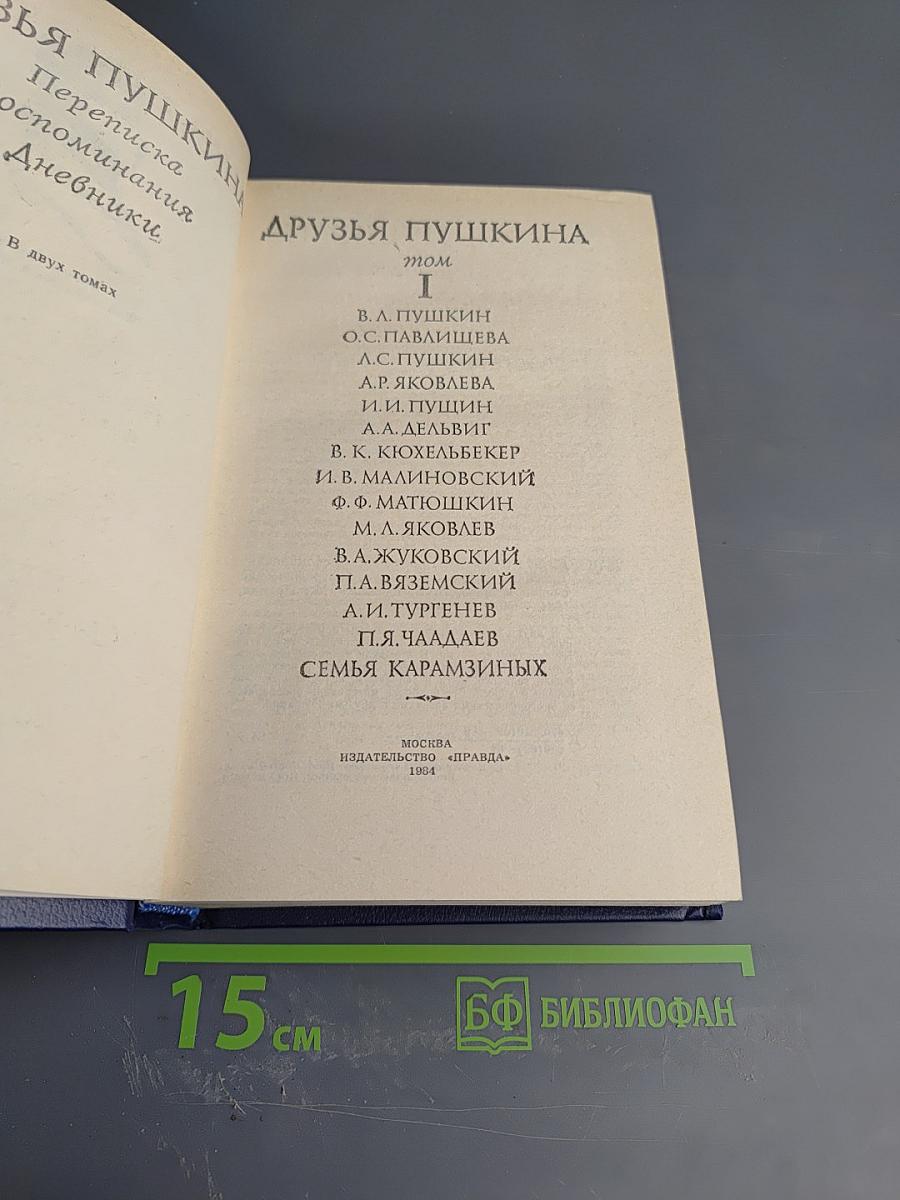 ЗЬЯ ПУШКИНА
Переписка
оспоминания
Дневники
В двух томах
ДРУЗЬЯ ПУШКИНА
том
I
В. Л. ПУШКИН
О. С. ПАВЛИЩЕВА
Л. С. ПУШКИН
А. Р. ЯКОВЛЕВА
И. И. ПУЩИН
А. А. ДЕЛЬВИГ
В. К. КЮХЕЛЬБЕКЕР
И. В. МАЛИНОВСКИЙ
Ф. Ф. МАТЮШКИН
М. Л. ЯКОВЛЕВ
В. А. ЖУКОВСКИЙ
П. А. ВЯЗЕМСКИЙ
А. И. ТУРГЕНЕВ
П. Я. ЧААДАЕВ
СЕМЬЯ КАРАМЗИНЫХ
МОСКВА
ИЗДАТЕЛЬСТВО «ПРАВДА»
1984
15 см
БФ БИБЛИОФАН